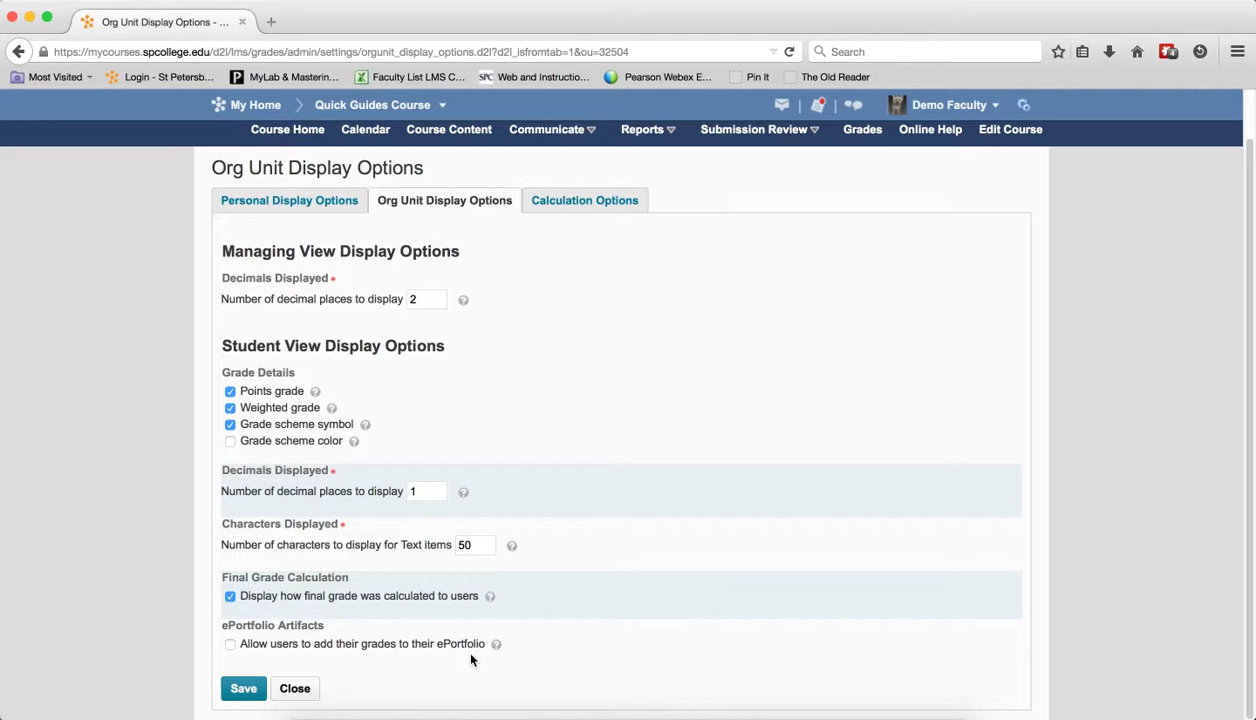 Org Unit Display Options - ...
https://mycourses.spcollege.edu/d2l/lms/grades/admin/settings/orgunit_display_options.d2l?d2l_isfromtab=1&ou=32504
Search
Most Visited
Login - St Petersb...
MyLab & Mastering...
Faculty List LMS C...
SPC Web and Instructio...
Pearson Webex E...
Pin It
The Old Reader
My Home
Quick Guides Course
Demo Faculty
Course Home Calendar Course Content Communicate Reports Submission Review Grades Online Help Edit Course
Org Unit Display Options
Personal Display Options
Org Unit Display Options
Calculation Options
Managing View Display Options
Decimals Displayed *
Number of decimal places to display 2
Student View Display Options
Grade Details
Points grade
Weighted grade
Grade scheme symbol
Grade scheme color
Decimals Displayed *
Number of decimal places to display 1
Characters Displayed *
Number of characters to display for Text items 50
Final Grade Calculation
Display how final grade was calculated to users
ePortfolio Artifacts
Allow users to add their grades to their ePortfolio
Save
Close